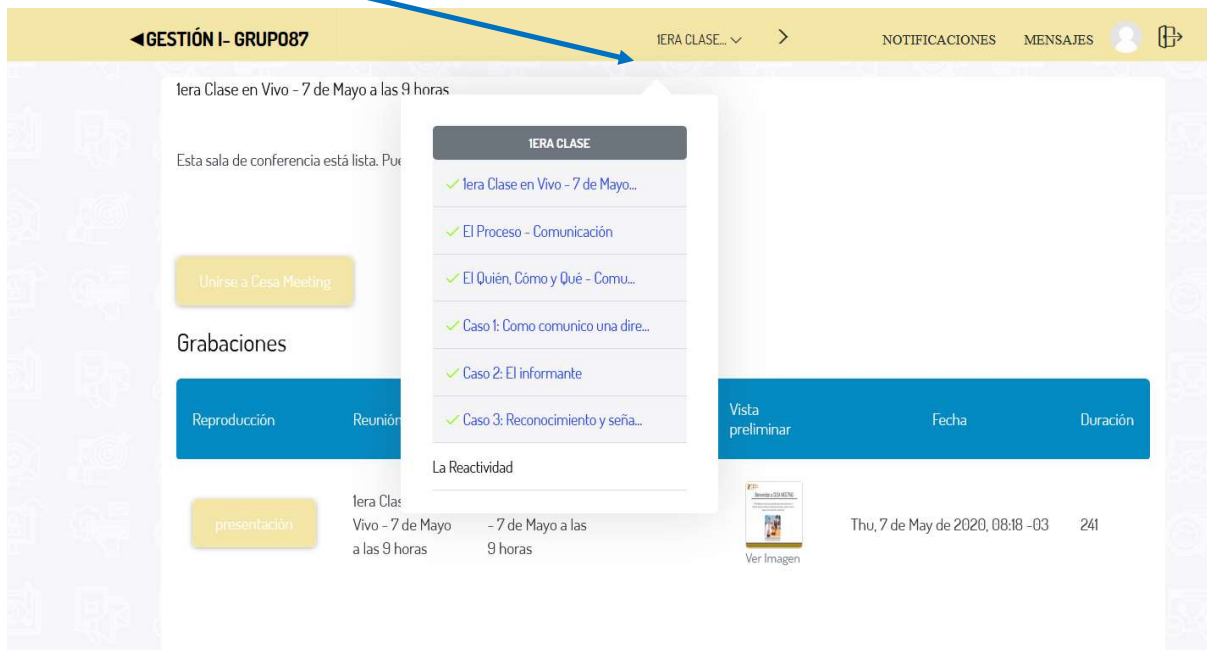 ◄GESTIÓN I- GRUPO87
1ERA CLASE...
NOTIFICACIONES
MENSAJES
1era Clase en Vivo - 7 de Mayo a las 9 horas
Esta sala de conferencia está lista. Pue
1ERA CLASE
1era Clase en Vivo - 7 de Mayo...
El Proceso - Comunicación
El Quién, Cómo y Qué - Comu...
Caso 1: Como comunico una dire...
Caso 2: El informante
Caso 3: Reconocimiento y seña...
La Reactividad
Unirse a Cesa Meeting
Grabaciones
Reproducción
Reunión
Vista
preliminar
Fecha
Duración
presentación
1era Clas
Vivo - 7 de Mayo
a las 9 horas
- 7 de Mayo a las
9 horas
Ver Imagen
Thu, 7 de May de 2020, 08:18 -03
241